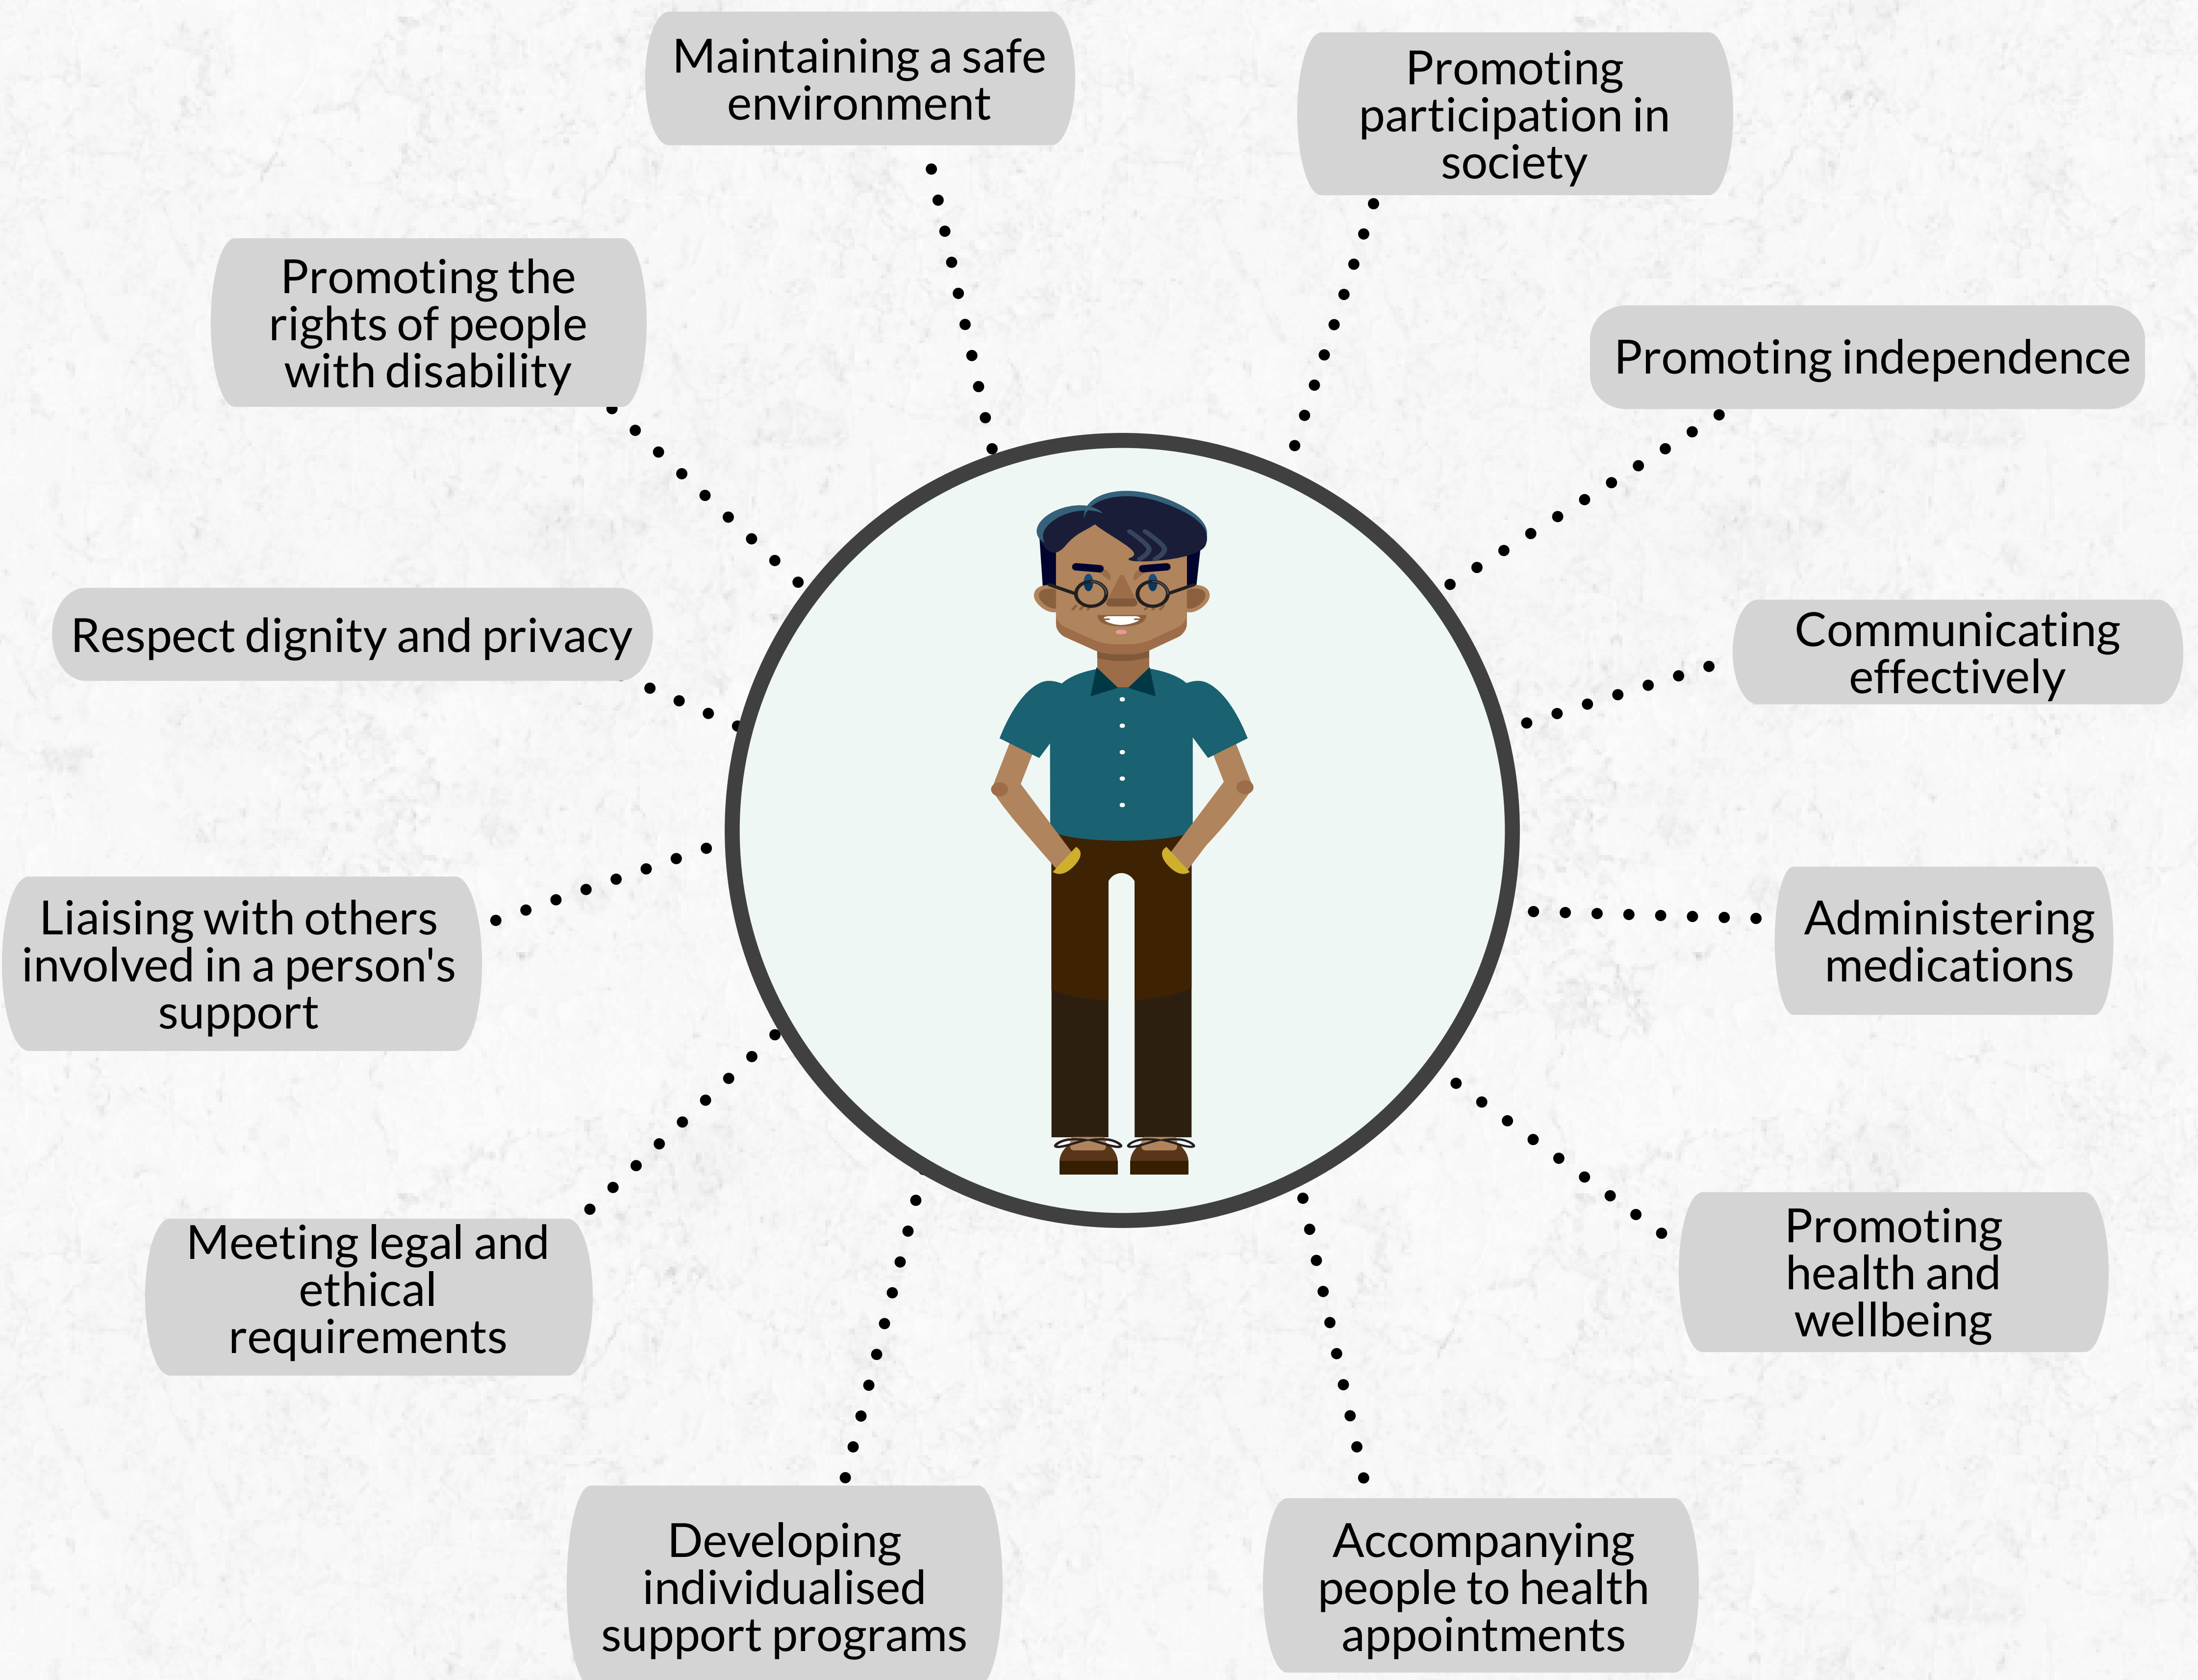 Maintaining a safe
environment
Promoting
participation in
society
Promoting the
rights of people
with disability
Promoting independence
Respect dignity and privacy
Communicating
effectively
Liaising with others
involved in a person's
support
Administering
medications
Meeting legal and
ethical
requirements
Promoting
health and
wellbeing
Developing
individualised
support programs
Accompanying
people to health
appointments